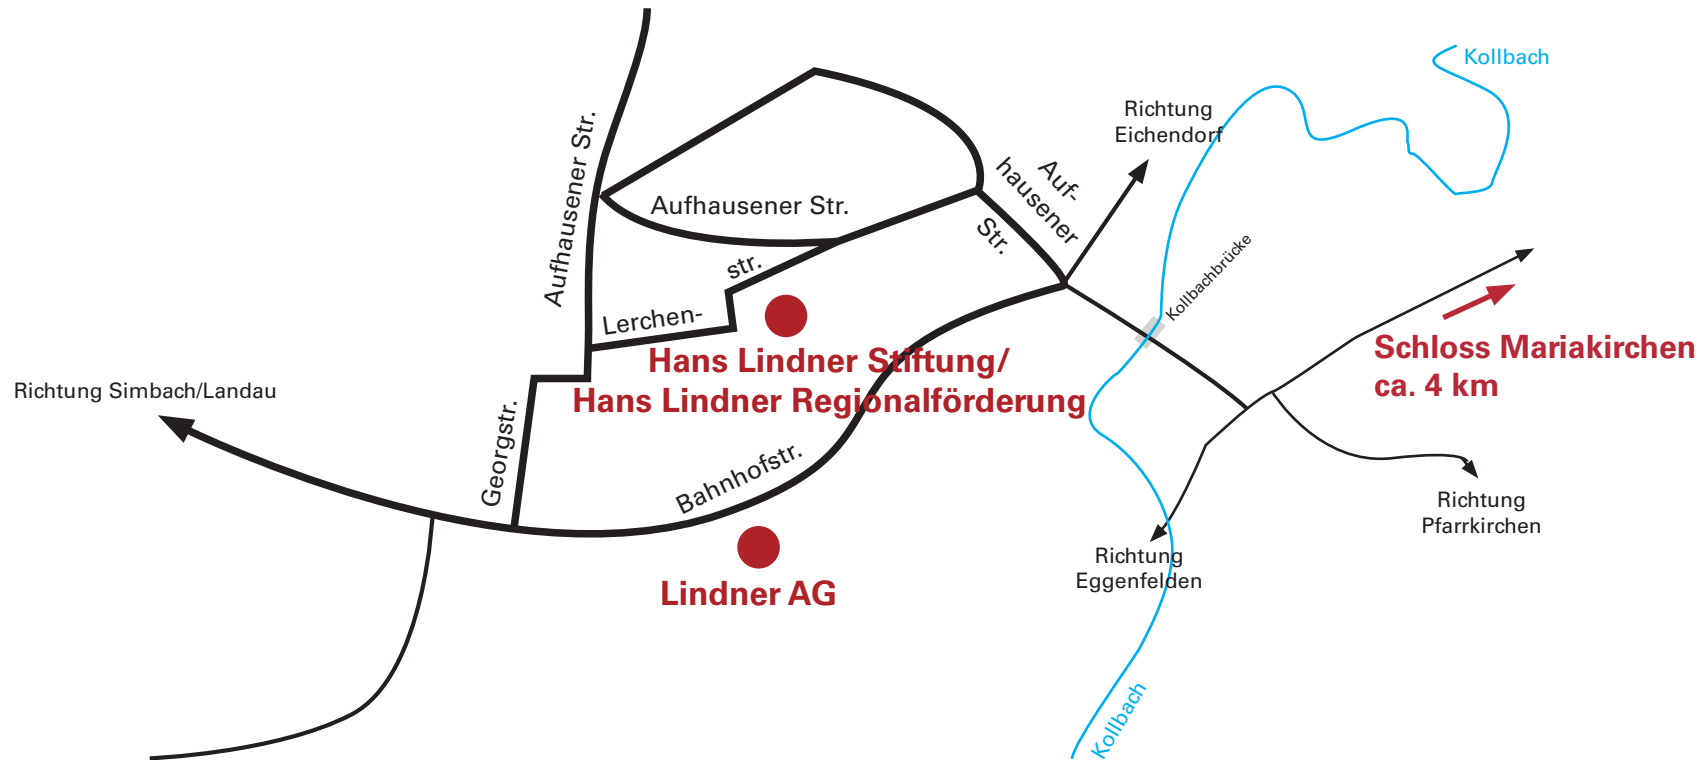 Kollbach
Richtung
Eichendorf
Aufhausener Str.
Auf-
hausener
Str.
Aufhausener Str.
Kollbachbrücke
str.
Lerchen-
Hans Lindner Stiftung/
Hans Lindner Regionalförderung
Schloss Mariakirchen
ca. 4 km
Richtung Simbach/Landau
Georgstr.
Bahnhofstr.
Richtung
Pfarrkirchen
Richtung
Eggenfelden
Lindner AG
Kollbach